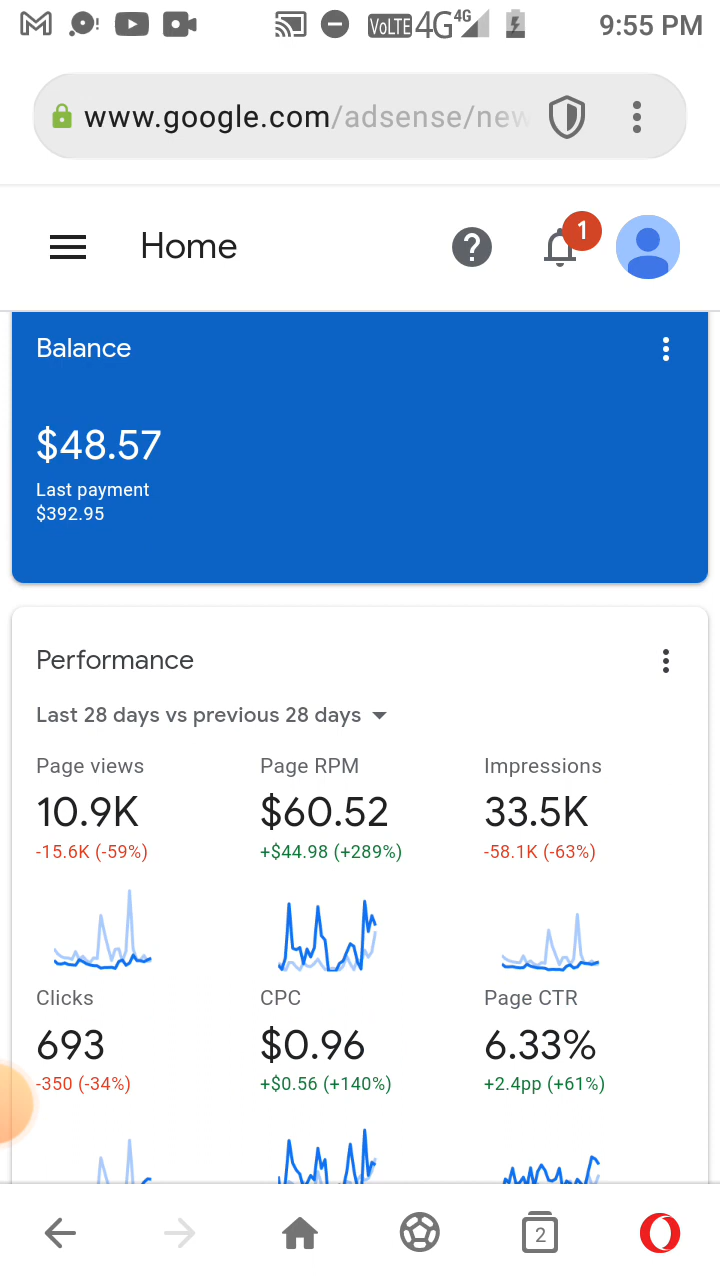 VoLTE 4G 4G 9:55 PM
www.google.com/adsense/new
Home
1
Balance
$48.57
Last payment
$392.95
Performance
Last 28 days vs previous 28 days
Page views Page RPM Impressions
10.9K $60.52 33.5K
-15.6K (-59%) +$44.98 (+289%) -58.1K (-63%)
Clicks CPC Page CTR
693 $0.96 6.33%
-350 (-34%) +$0.56 (+140%) +2.4pp (+61%)
2